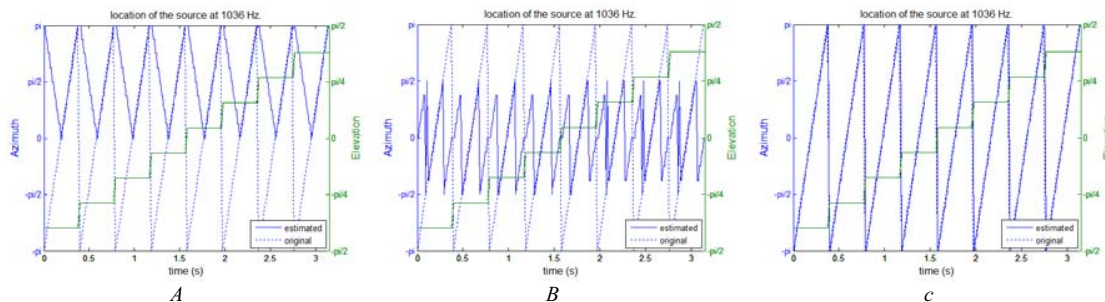 location of the source at 1036 Hz.
pi
pi/2
0
-pi/2
-pi
Azimuth
pi/2
pi/4
0
-pi/4
-pi/2
Elevation
estimated
original
0 0.5 1 1.5 2 2.5 3
time (s)
A
location of the source at 1036 Hz.
pi
pi/2
0
-pi/2
-pi
Azimuth
pi/2
pi/4
0
-pi/4
-pi/2
Elevation
estimated
original
0 0.5 1 1.5 2 2.5 3
time (s)
B
location of the source at 1036 Hz.
pi
pi/2
0
-pi/2
-pi
Azimuth
pi/2
pi/4
0
-pi/4
-pi/2
Elevation
estimated
original
0 0.5 1 1.5 2 2.5 3
time (s)
c